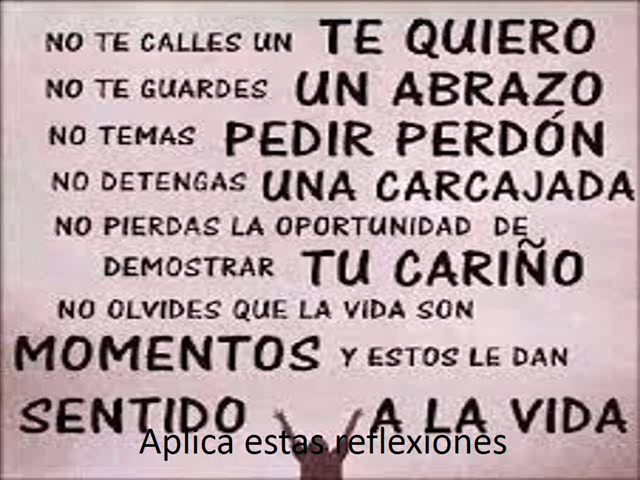 NO TE CALLES UN TE QUIERO
NO TE GUARDES UN ABRAZO
NO TEMAS PEDIR PERDÓN
NO DETENGAS UNA CARCAJADA
NO PIERDAS LA OPORTUNIDAD DE
DEMOSTRAR TU CARIÑO
NO OLVIDES QUE LA VIDA SON
MOMENTOS Y ESTOS LE DAN
SENTIDO A LA VIDA
Aplica estas reflexiones